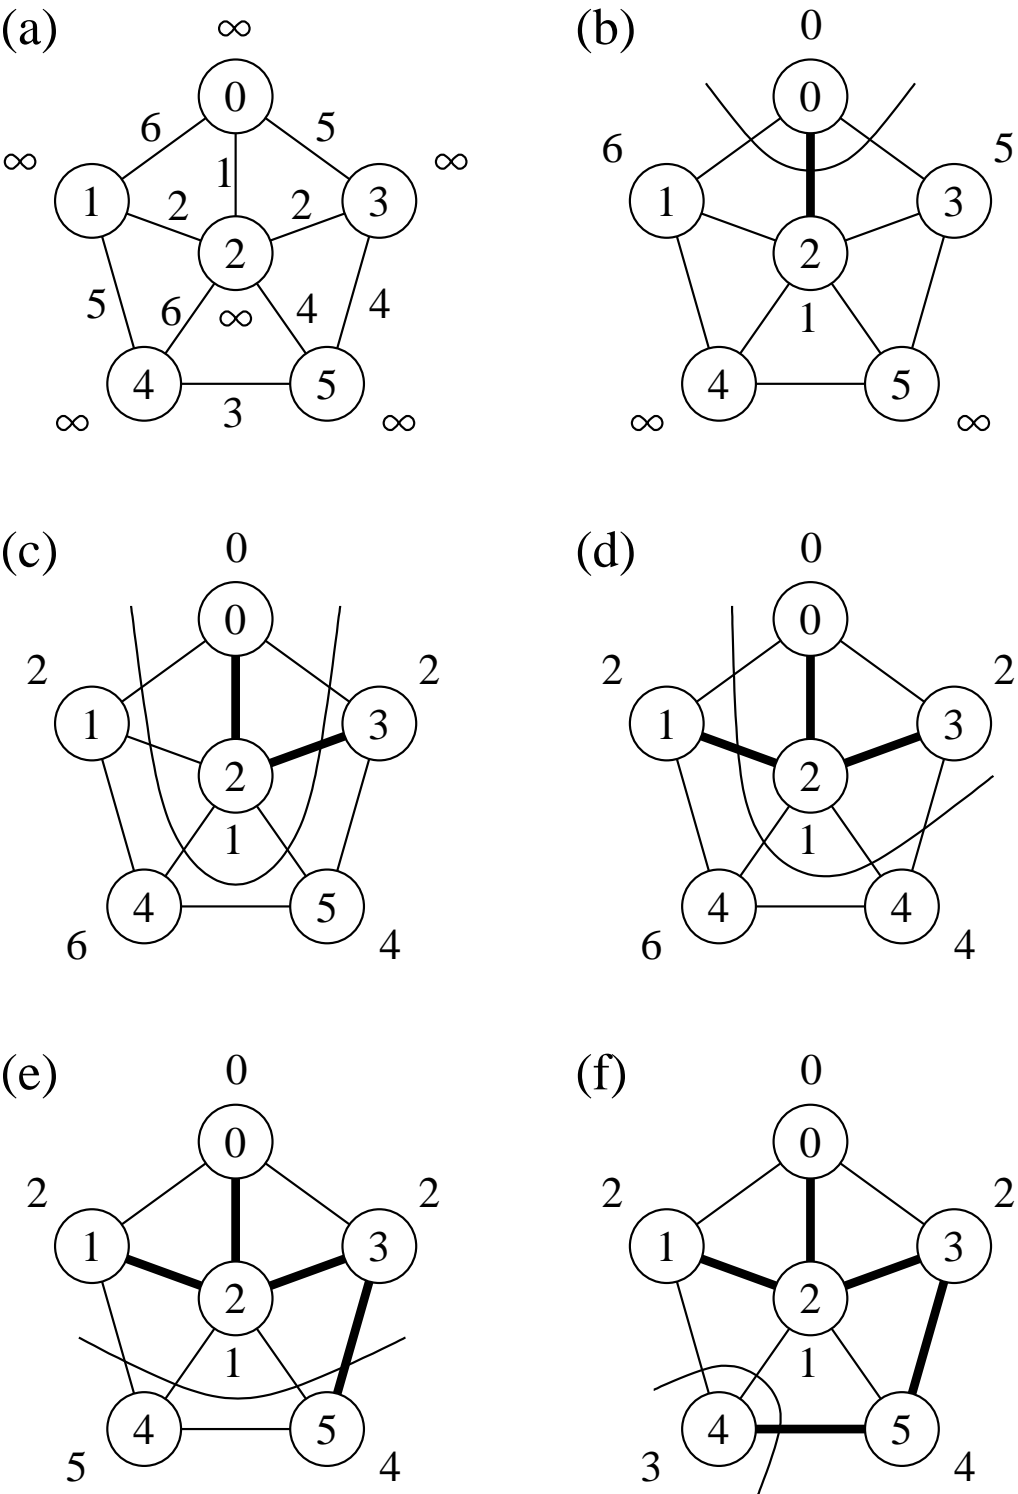 (a) ∞ (b) 0
0 0
6 5
∞ ∞ 6 5
1 1 2 2 3 1 3
2 2
5 6 ∞ 4 4 1
4 5 4 5
∞ 3 ∞ ∞ ∞
(c) 0 (d) 0
0 0
2 2 2 2
1 3 1 3
2 2
1 1
4 5 4 4
6 4 6 4
(e) 0 (f) 0
0 0
2 2 2 2
1 3 1 3
2 2
1 1
4 5 4 5
5 4 3 4